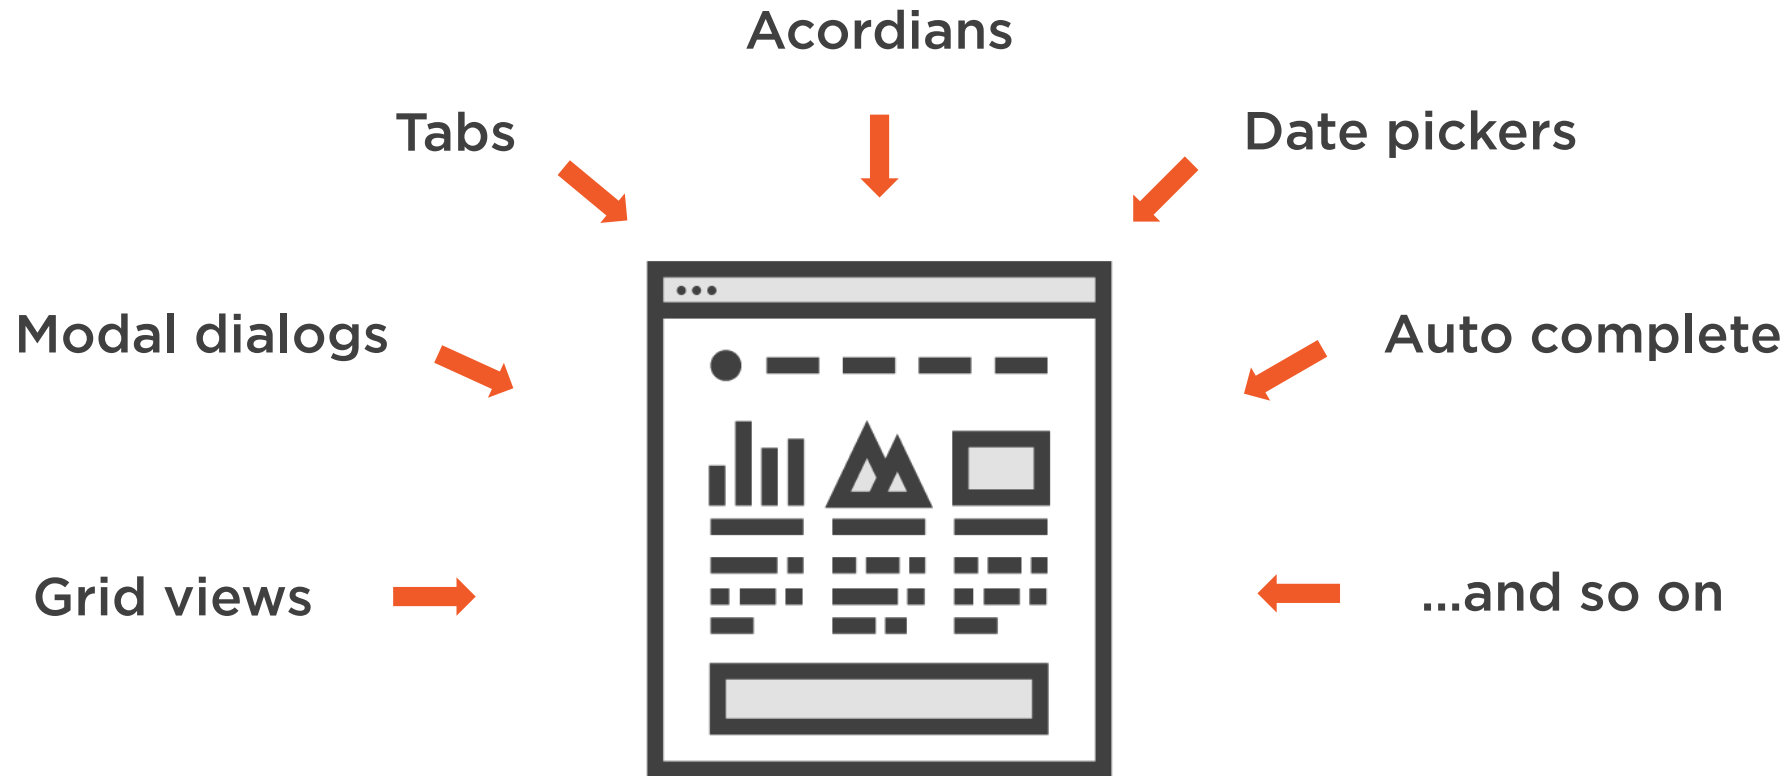 Acordians
Tabs
Date pickers
Modal dialogs
Auto complete
Grid views
...and so on